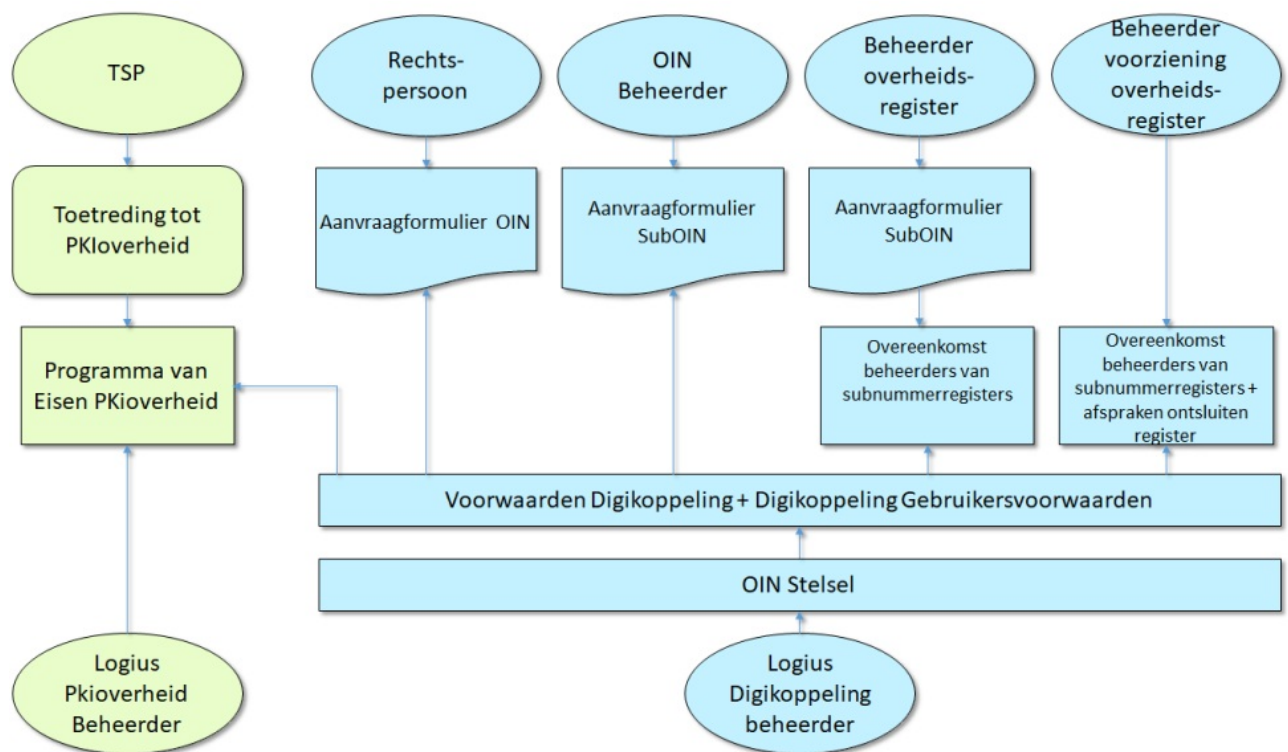 TSP
Rechts-
persoon
OIN
Beheerder
Beheerder
overheids-
register
Beheerder
voorziening
overheids-
register
Toetreding tot
PKIoverheid
Aanvraagformulier OIN
Aanvraagformulier
SubOIN
Aanvraagformulier
SubOIN
Programma van
Eisen PKioverheid
Overeenkomst
beheerders van
subnummerregisters
Overeenkomst
beheerders van
subnummerregisters +
afspraken ontsluiten
register
Voorwaarden Digikoppeling + Digikoppeling Gebruikersvoorwaarden
OIN Stelsel
Logius
Pkioverheid
Beheerder
Logius
Digikoppeling
beheerder